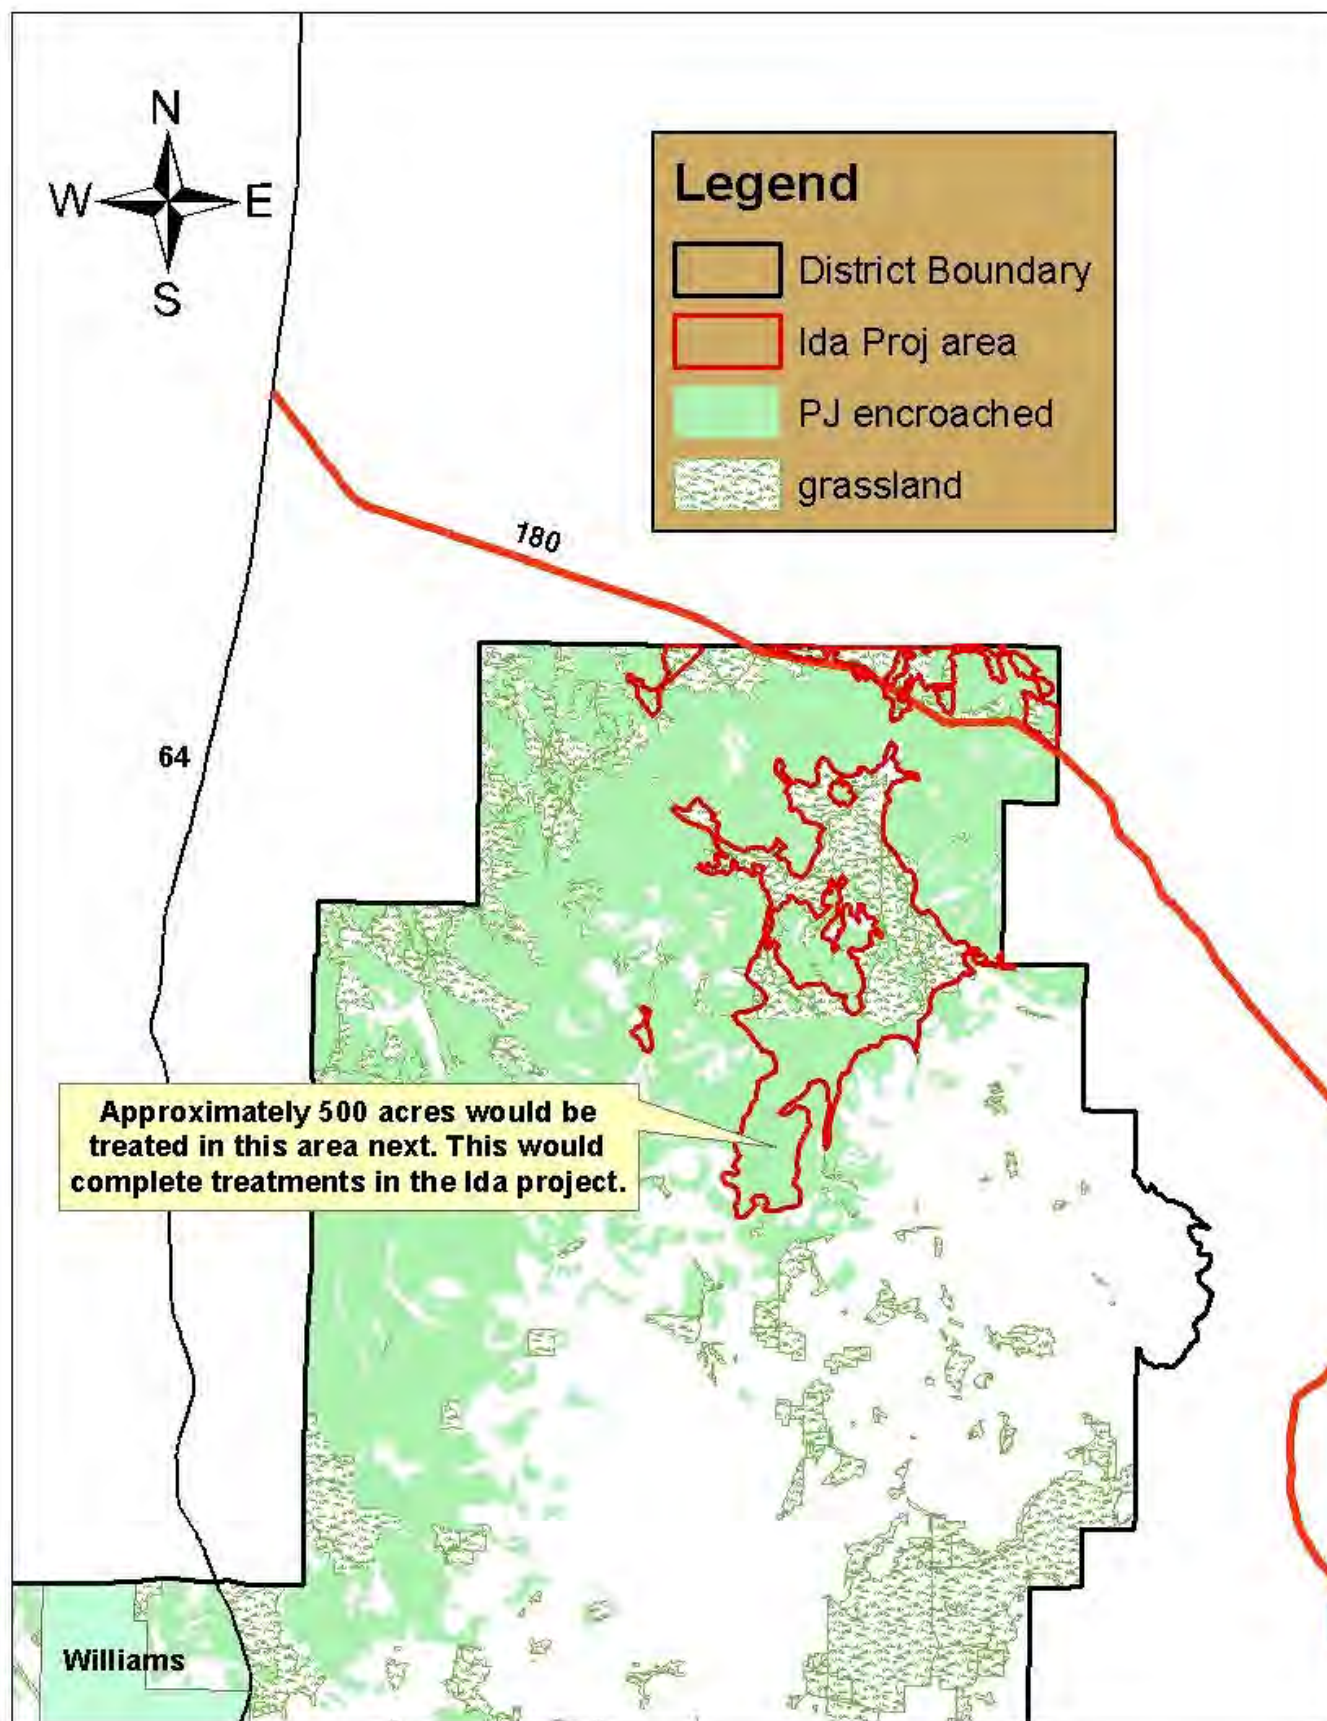 N
W E
S
Legend
District Boundary
Ida Proj area
PJ encroached
grassland
180
64
Approximately 500 acres would be
treated in this area next. This would
complete treatments in the Ida project.
Williams